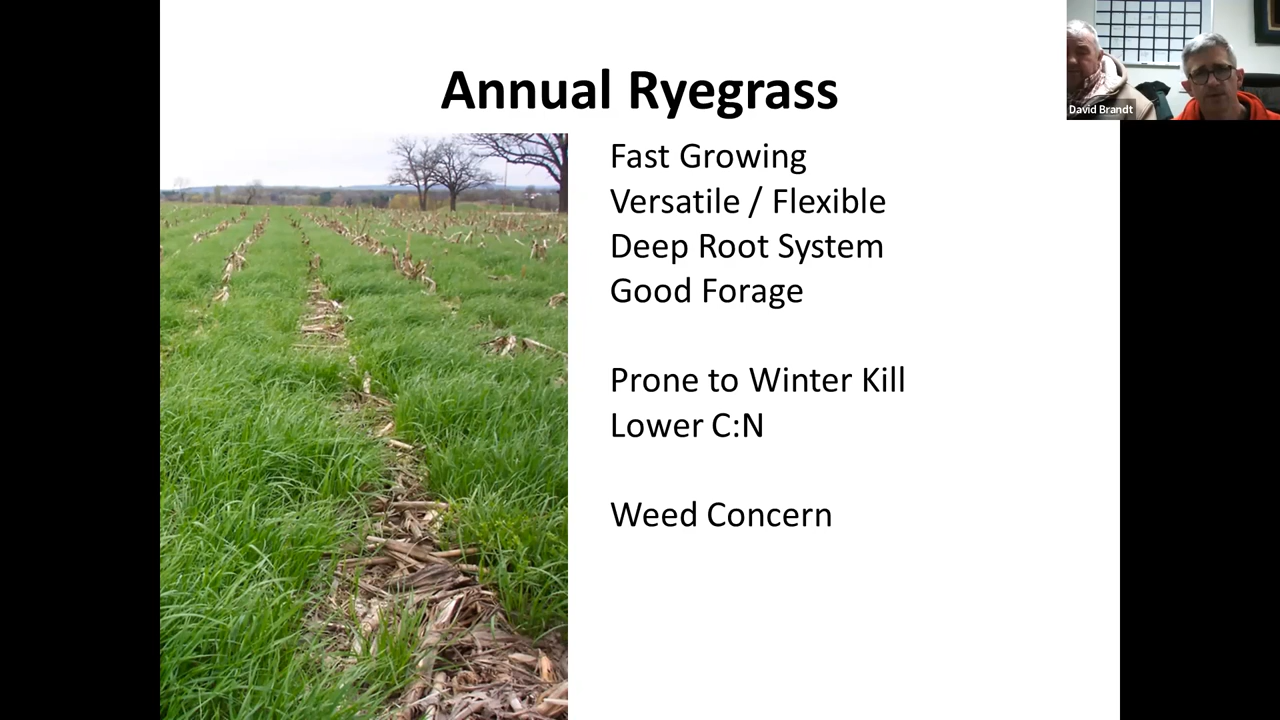 Annual Ryegrass
David Brandt
Fast Growing
Versatile / Flexible
Deep Root System
Good Forage
Prone to Winter Kill
Lower C:N
Weed Concern